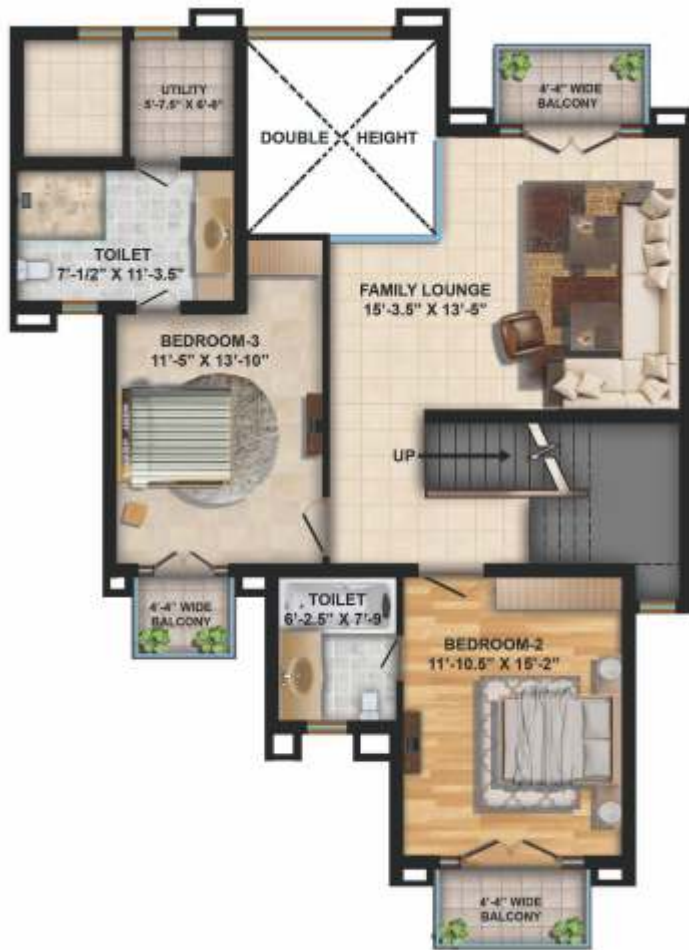 UTILITY
5'-7.5" X 6'-8"
4'-4" WIDE
BALCONY
DOUBLE HEIGHT
TOILET
7'-1/2" X 11'-3.5"
FAMILY LOUNGE
15'-3.5" X 13'-5"
BEDROOM-3
11'-5" X 13'-10"
UP
4'-4" WIDE
BALCONY
TOILET
6'-2.5" X 7'-9"
BEDROOM-2
11'-10.5" X 15'-2"
4'-4" WIDE
BALCONY